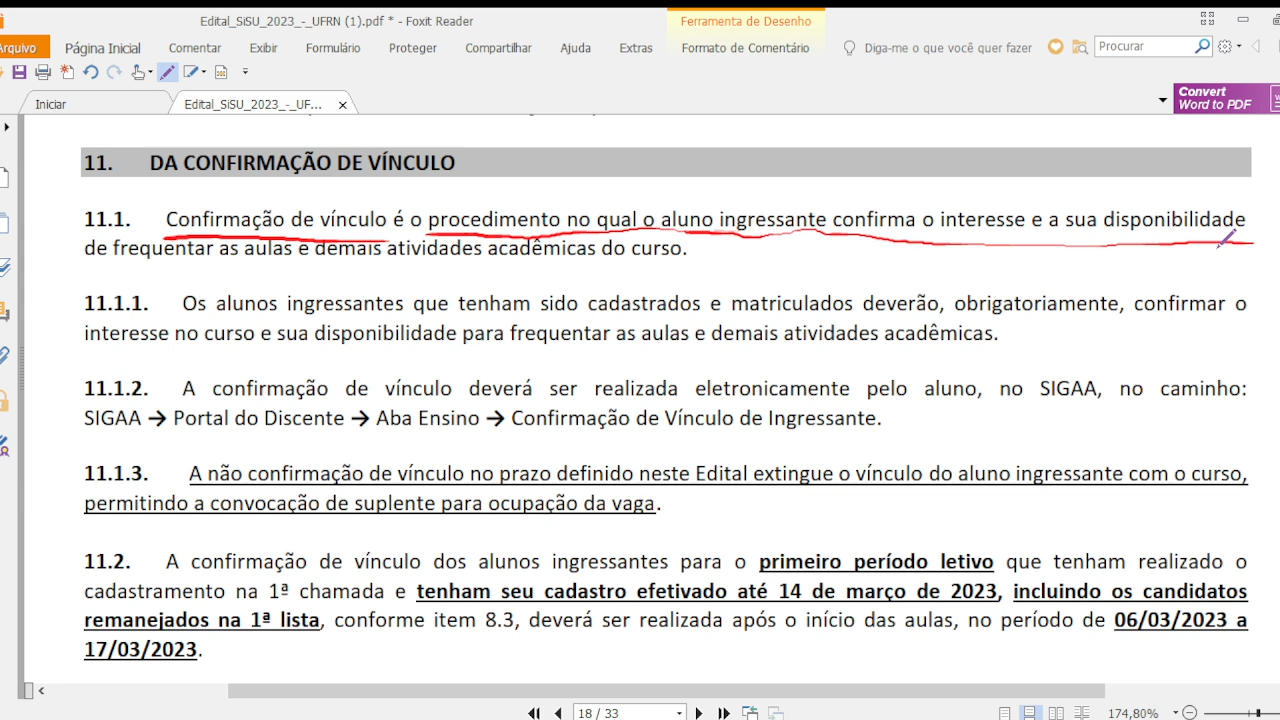 Edital_SiSU_2023_-_UFRN (1).pdf * - Foxit Reader
Ferramenta de Desenho
Arquivo Página Inicial Comentar Exibir Formulário Proteger Compartilhar Ajuda Extras Formato de Comentário Diga-me o que você quer fazer Procurar
Iniciar Edital_SiSU_2023_-_UF... ×
Convert
Word to PDF
11. DA CONFIRMAÇÃO DE VÍNCULO
11.1. Confirmação de vínculo é o procedimento no qual o aluno ingressante confirma o interesse e a sua disponibilidade
de frequentar as aulas e demais atividades acadêmicas do curso.
11.1.1. Os alunos ingressantes que tenham sido cadastrados e matriculados deverão, obrigatoriamente, confirmar o
interesse no curso e sua disponibilidade para frequentar as aulas e demais atividades acadêmicas.
11.1.2. A confirmação de vínculo deverá ser realizada eletronicamente pelo aluno, no SIGAA, no caminho:
SIGAA → Portal do Discente → Aba Ensino → Confirmação de Vínculo de Ingressante.
11.1.3. A não confirmação de vínculo no prazo definido neste Edital extingue o vínculo do aluno ingressante com o curso,
permitindo a convocação de suplente para ocupação da vaga.
11.2. A confirmação de vínculo dos alunos ingressantes para o primeiro período letivo que tenham realizado o
cadastramento na 1ª chamada e tenham seu cadastro efetivado até 14 de março de 2023, incluindo os candidatos
remanejados na 1ª lista, conforme item 8.3, deverá ser realizada após o início das aulas, no período de 06/03/2023 a
17/03/2023.
18 / 33
174,80%